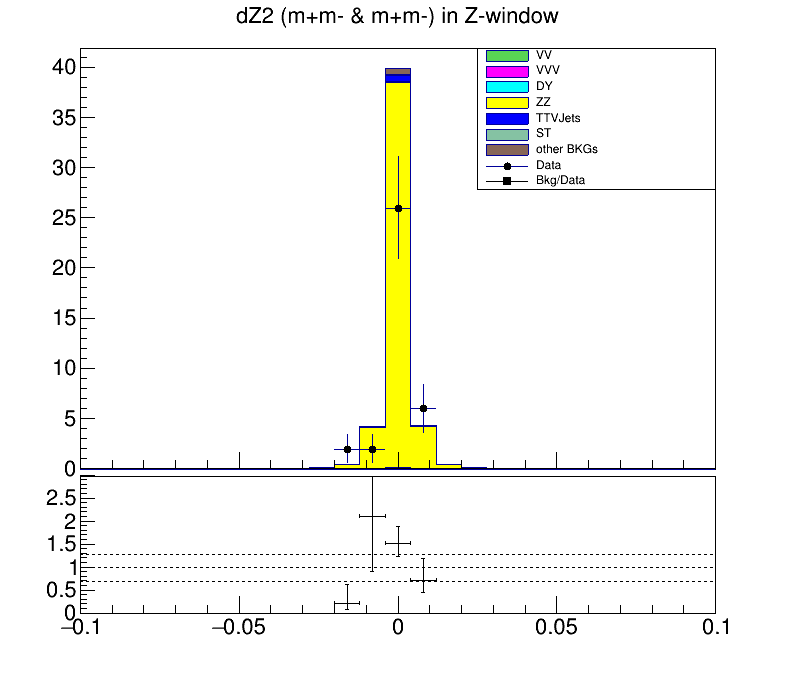 dZ2 (m+m- & m+m-) in Z-window
VV
VVV
DY
ZZ
TTVJets
ST
other BKGs
Data
Bkg/Data
40
35
30
25
20
15
10
5
0
2.5
2
1.5
1
0.5
0
−0.1 −0.05 0 0.05 0.1